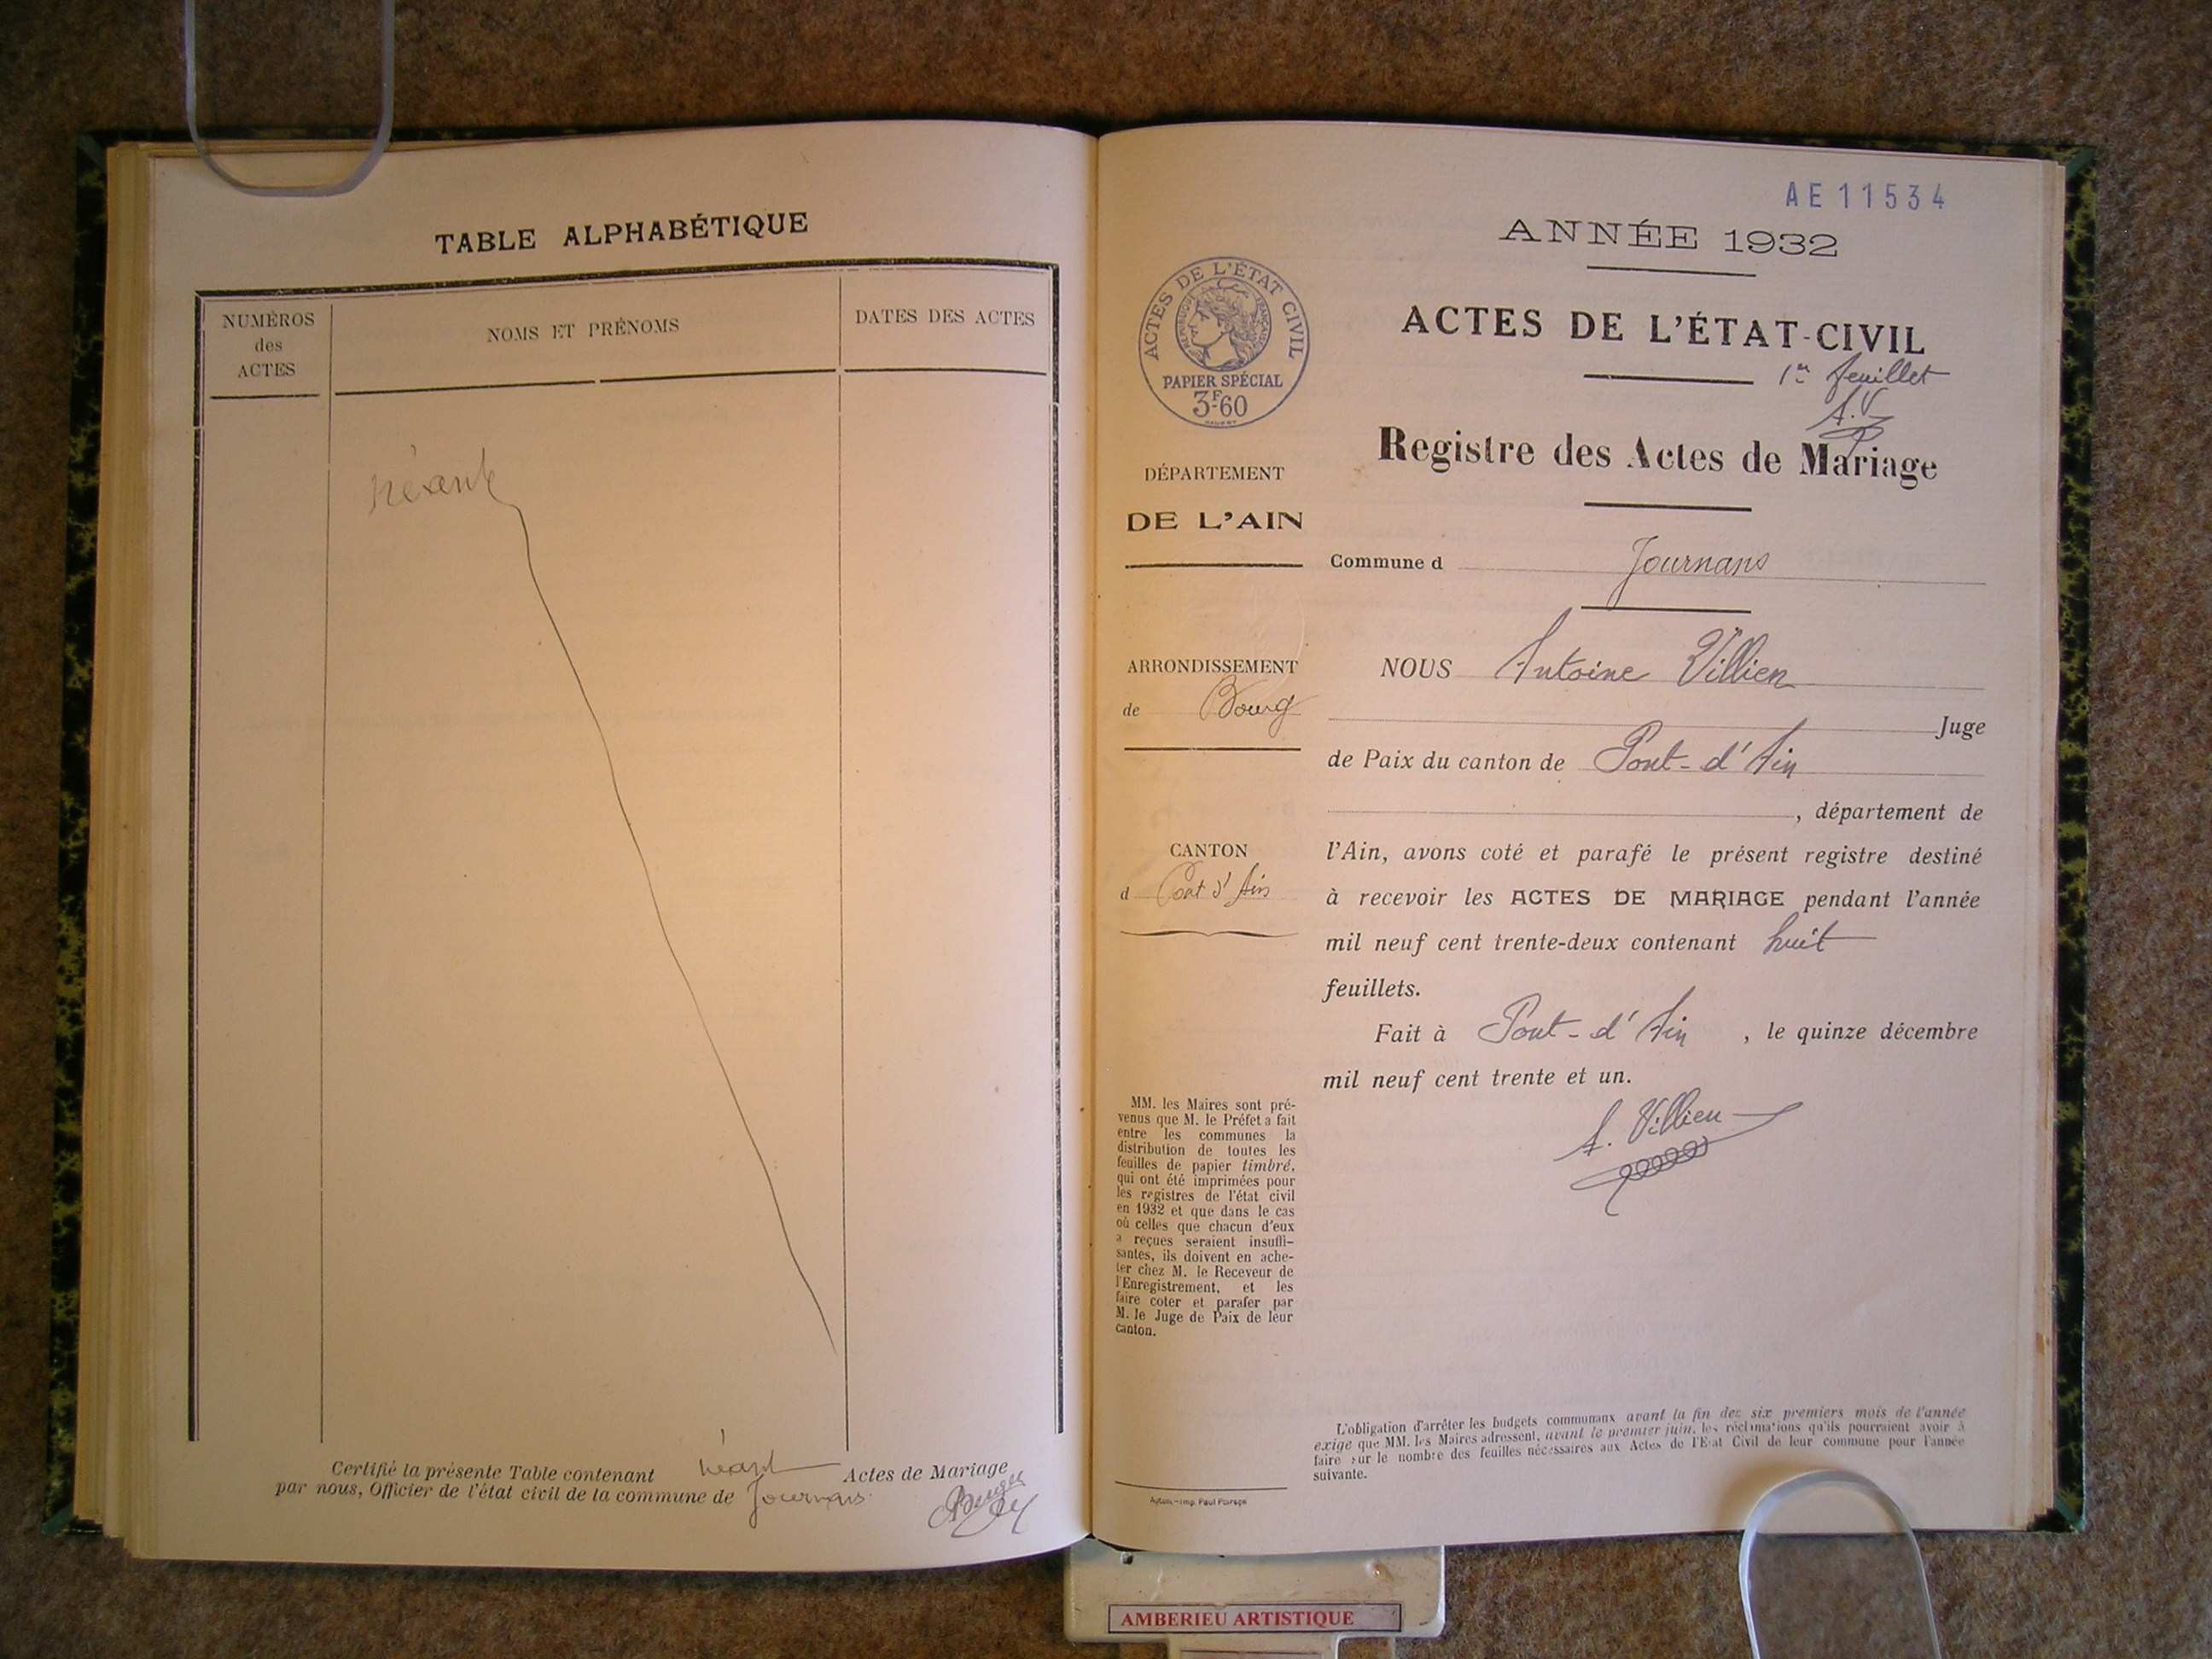 TABLE ALPHABÉTIQUE
NUMÉROS
des
ACTES
NOMS ET PRÉNOMS
DATES DES ACTES
néant
Certifié la présente Table contenant néant Actes de Mariage
par nous, Officier de l'état civil de la commune de Journans
AE 11534
ANNÉE 1932
ACTES DE L'ÉTAT CIVIL
RÉPUBLIQUE FRANÇAISE
PAPIER SPÉCIAL
3F60
ACTES DE L'ÉTAT-CIVIL
1er feuillet
A.V
Registre des Actes de Mariage
DÉPARTEMENT
DE L'AIN
Commune d Journans
ARRONDISSEMENT
de Bourg
NOUS Antoine Villien
Juge
de Paix du canton de Pont-d'Ain
, département de
CANTON
d Pont d'Ain
l'Ain, avons coté et parafé le présent registre destiné
à recevoir les ACTES DE MARIAGE pendant l'année
mil neuf cent trente-deux contenant huit
feuillets.
Fait à Pont-d'Ain , le quinze décembre
mil neuf cent trente et un.
A. Villien
MM. les Maires sont pré-
venus que M. le Préfet a fait
entre les communes la
distribution de toutes les
feuilles de papier timbré,
qui ont été imprimées pour
les registres de l'état civil
en 1932 et que dans le cas
où celles que chacun d'eux
a reçues seraient insuffi-
santes, ils doivent en ache-
ter chez M. le Receveur de
l'Enregistrement, et les
faire coter et parafer par
M. le Juge de Paix de leur
canton.
L'obligation d'arrêter les budgets communaux avant la fin des six premiers mois de l'année
exige que MM. les Maires adressent, avant le premier juin, les réclamations qu'ils pourraient avoir à
faire sur le nombre des feuilles nécessaires aux Actes de l'Etat Civil de leur commune pour l'année
suivante.
Imp. Paul
AMBERIEU ARTISTIQUE